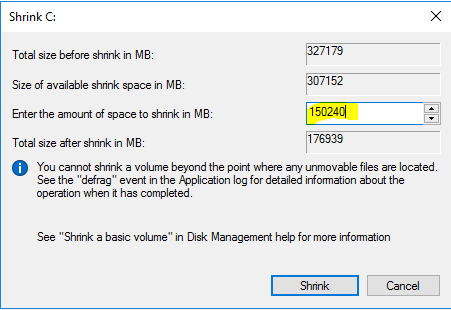 Shrink C:
Total size before shrink in MB: 327179
Size of available shrink space in MB: 307152
Enter the amount of space to shrink in MB: 150240
Total size after shrink in MB: 176939
You cannot shrink a volume beyond the point where any unmovable files are located.
See the "defrag" event in the Application log for detailed information about the
operation when it has completed.
See "Shrink a basic volume" in Disk Management help for more information
Shrink Cancel